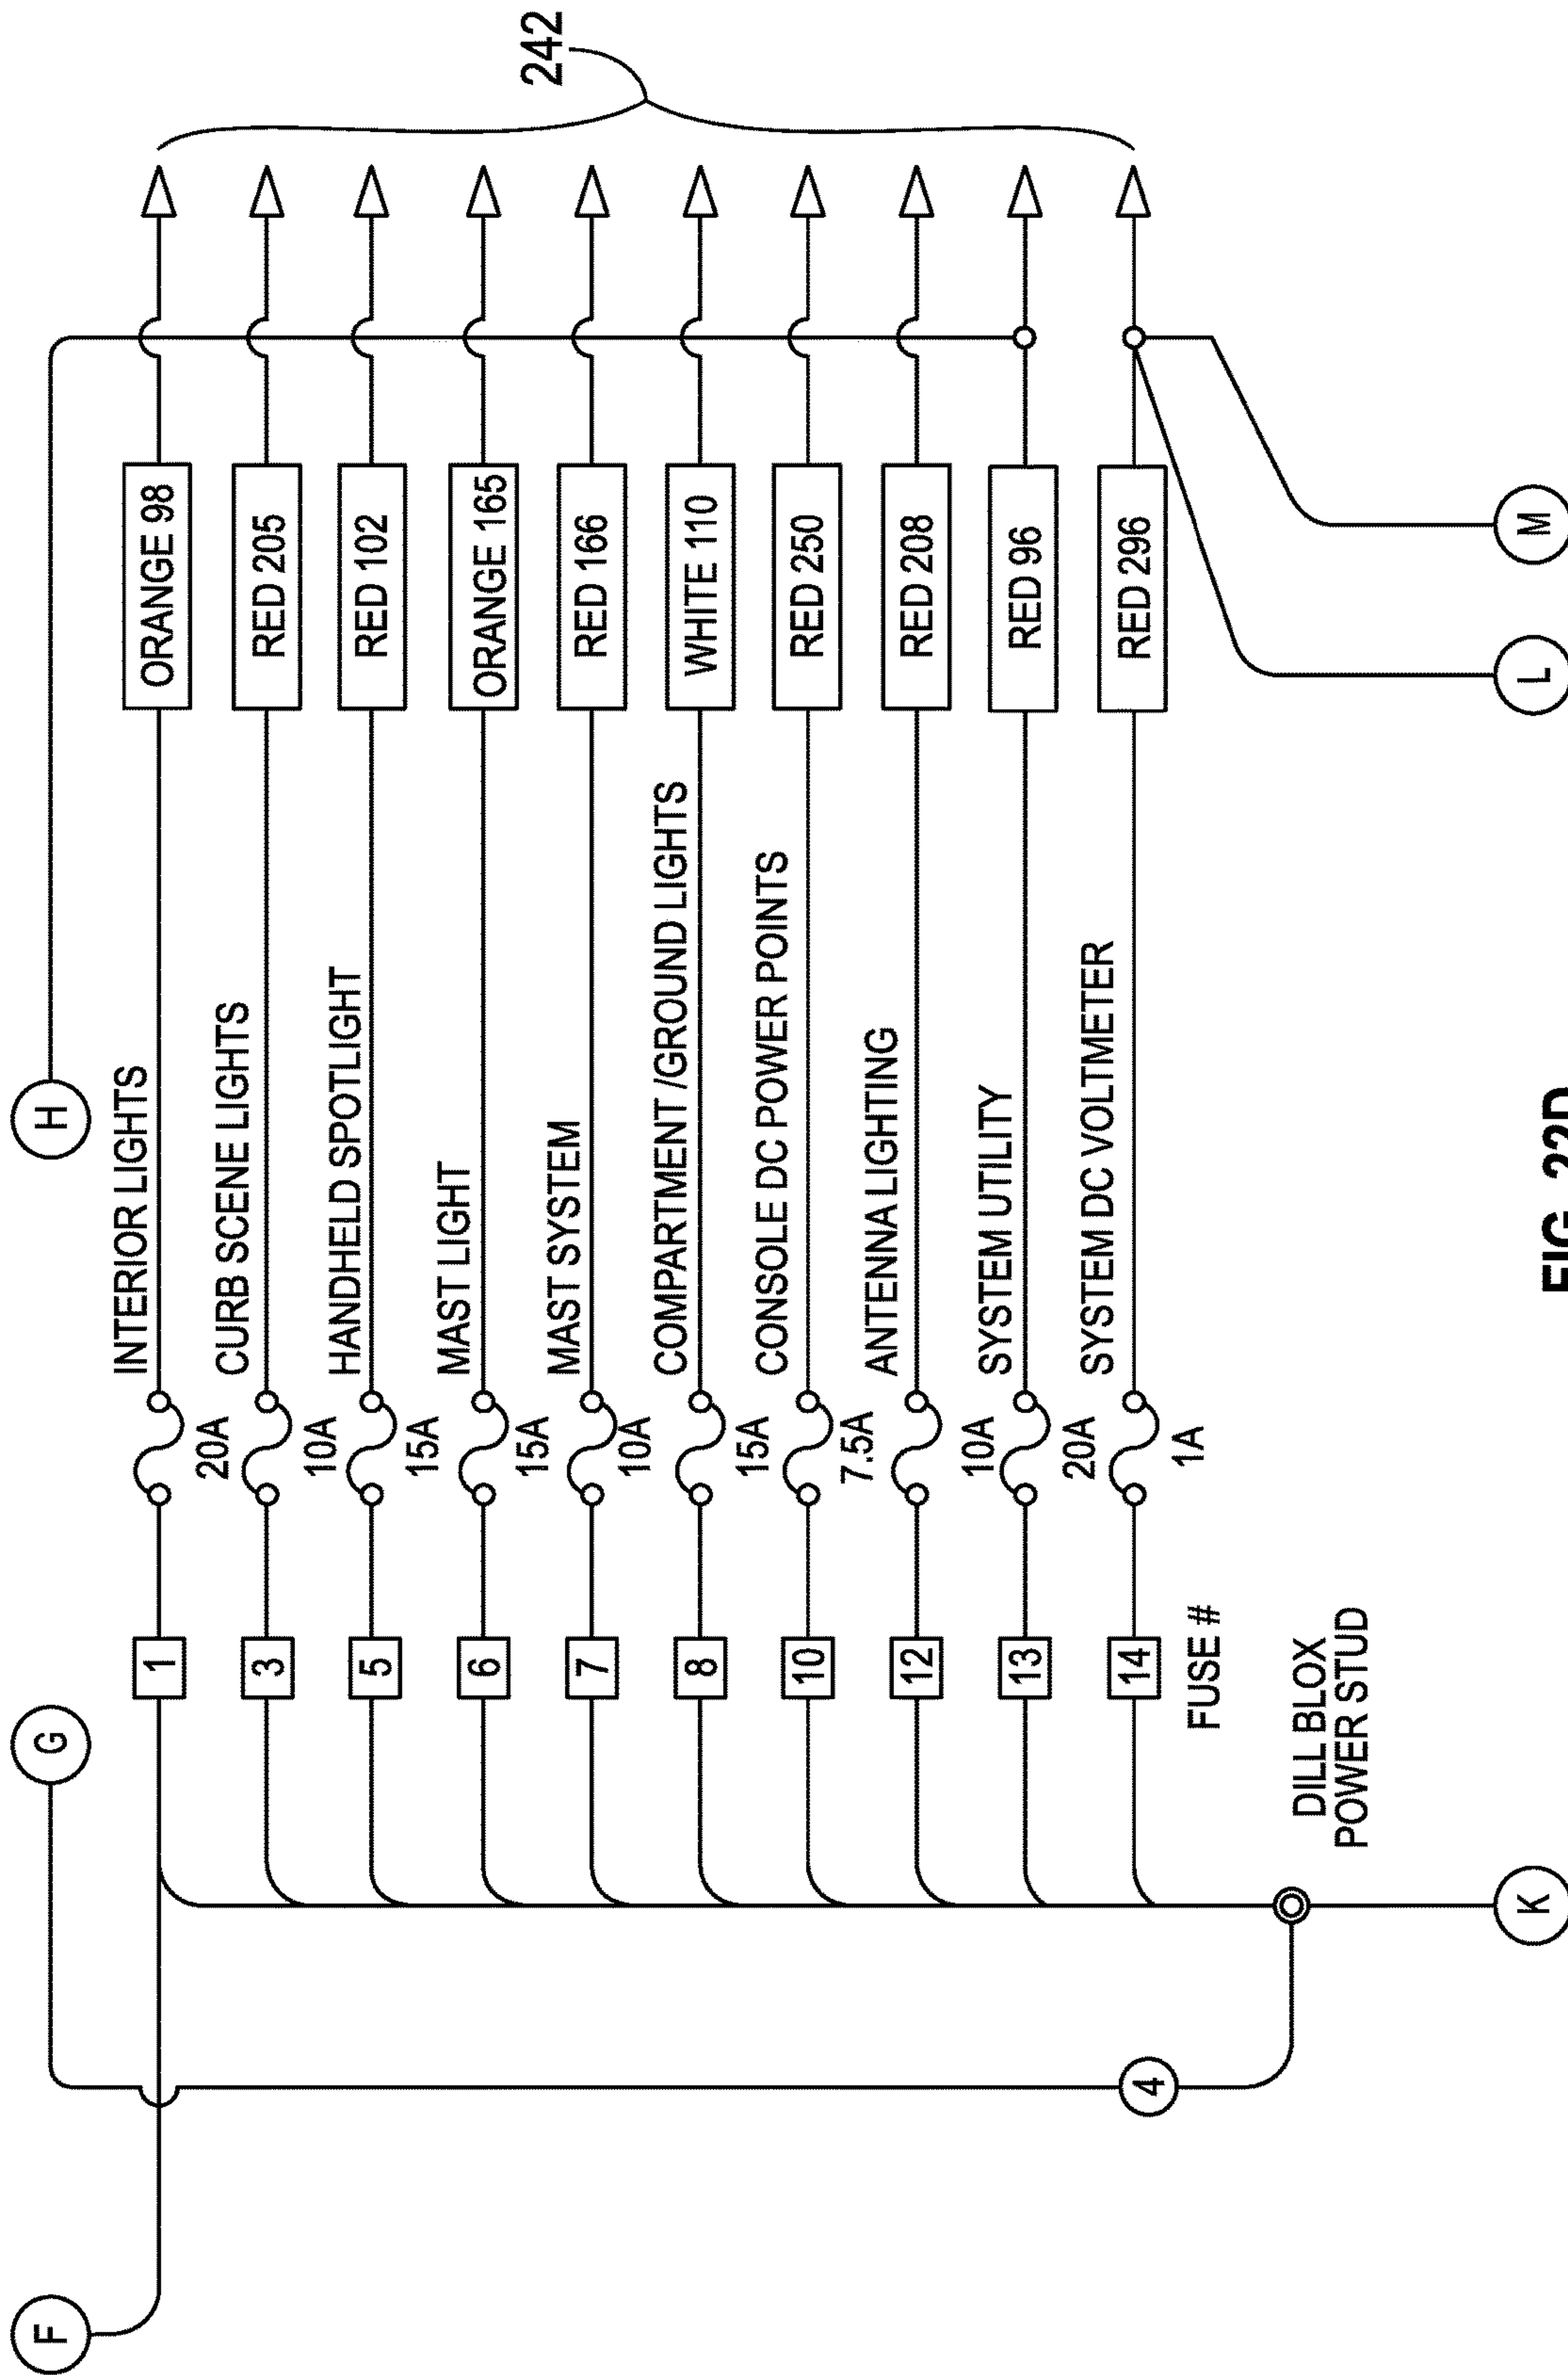 F
G
H
242
1
20A
INTERIOR LIGHTS
ORANGE 98
3
10A
CURB SCENE LIGHTS
RED 205
5
15A
HANDHELD SPOTLIGHT
RED 102
6
15A
MAST LIGHT
ORANGE 165
7
10A
MAST SYSTEM
RED 166
8
15A
COMPARTMENT /GROUND LIGHTS
WHITE 110
10
7.5A
CONSOLE DC POWER POINTS
RED 250
12
10A
ANTENNA LIGHTING
RED 208
13
20A
SYSTEM UTILITY
RED 96
14
1A
SYSTEM DC VOLTMETER
RED 296
4
FUSE #
DILL BLOX
POWER STUD
K
L
M
FIG. 22D